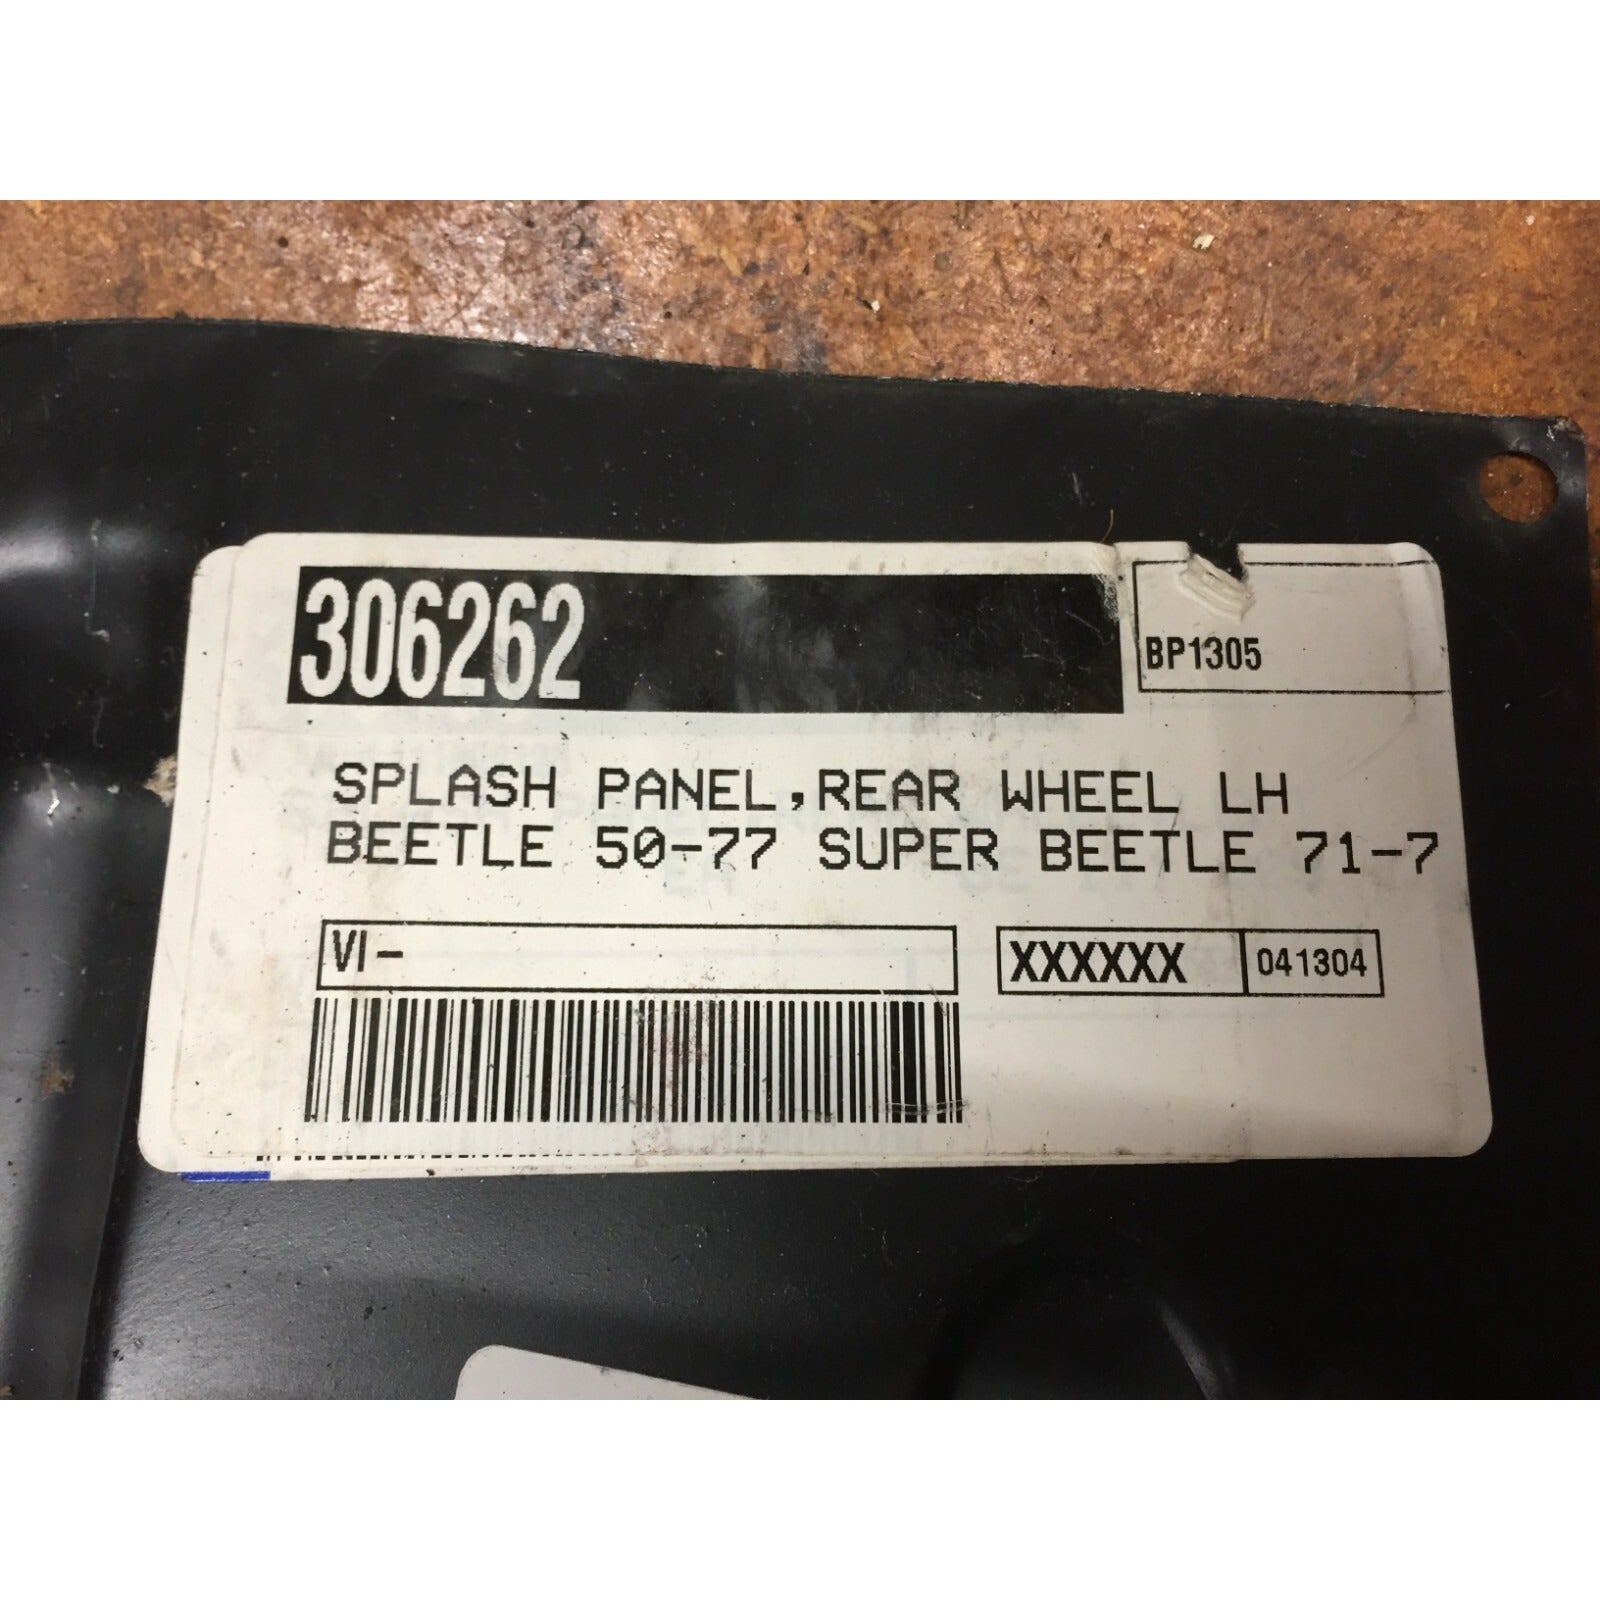 306262
BP1305
SPLASH PANEL,REAR WHEEL LH
BEETLE 50-77 SUPER BEETLE 71-7
VI-
XXXXXX 041304